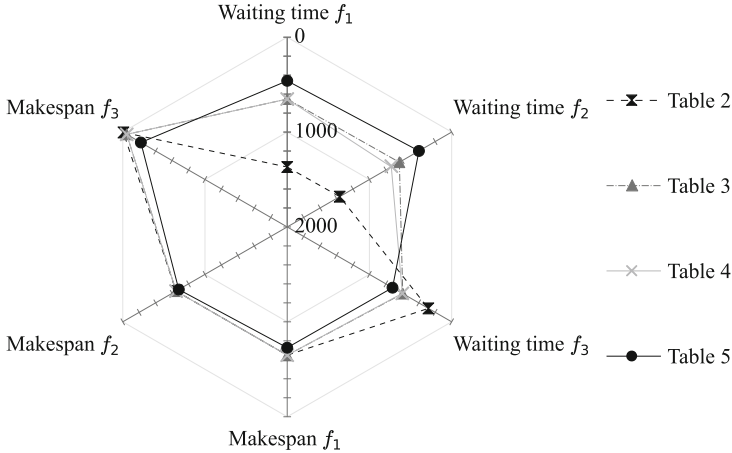 Waiting time f₁
0
Makespan f₃
Waiting time f₂
Table 2
1000
Table 3
2000
Table 4
Makespan f₂
Waiting time f₃
Table 5
Makespan f₁